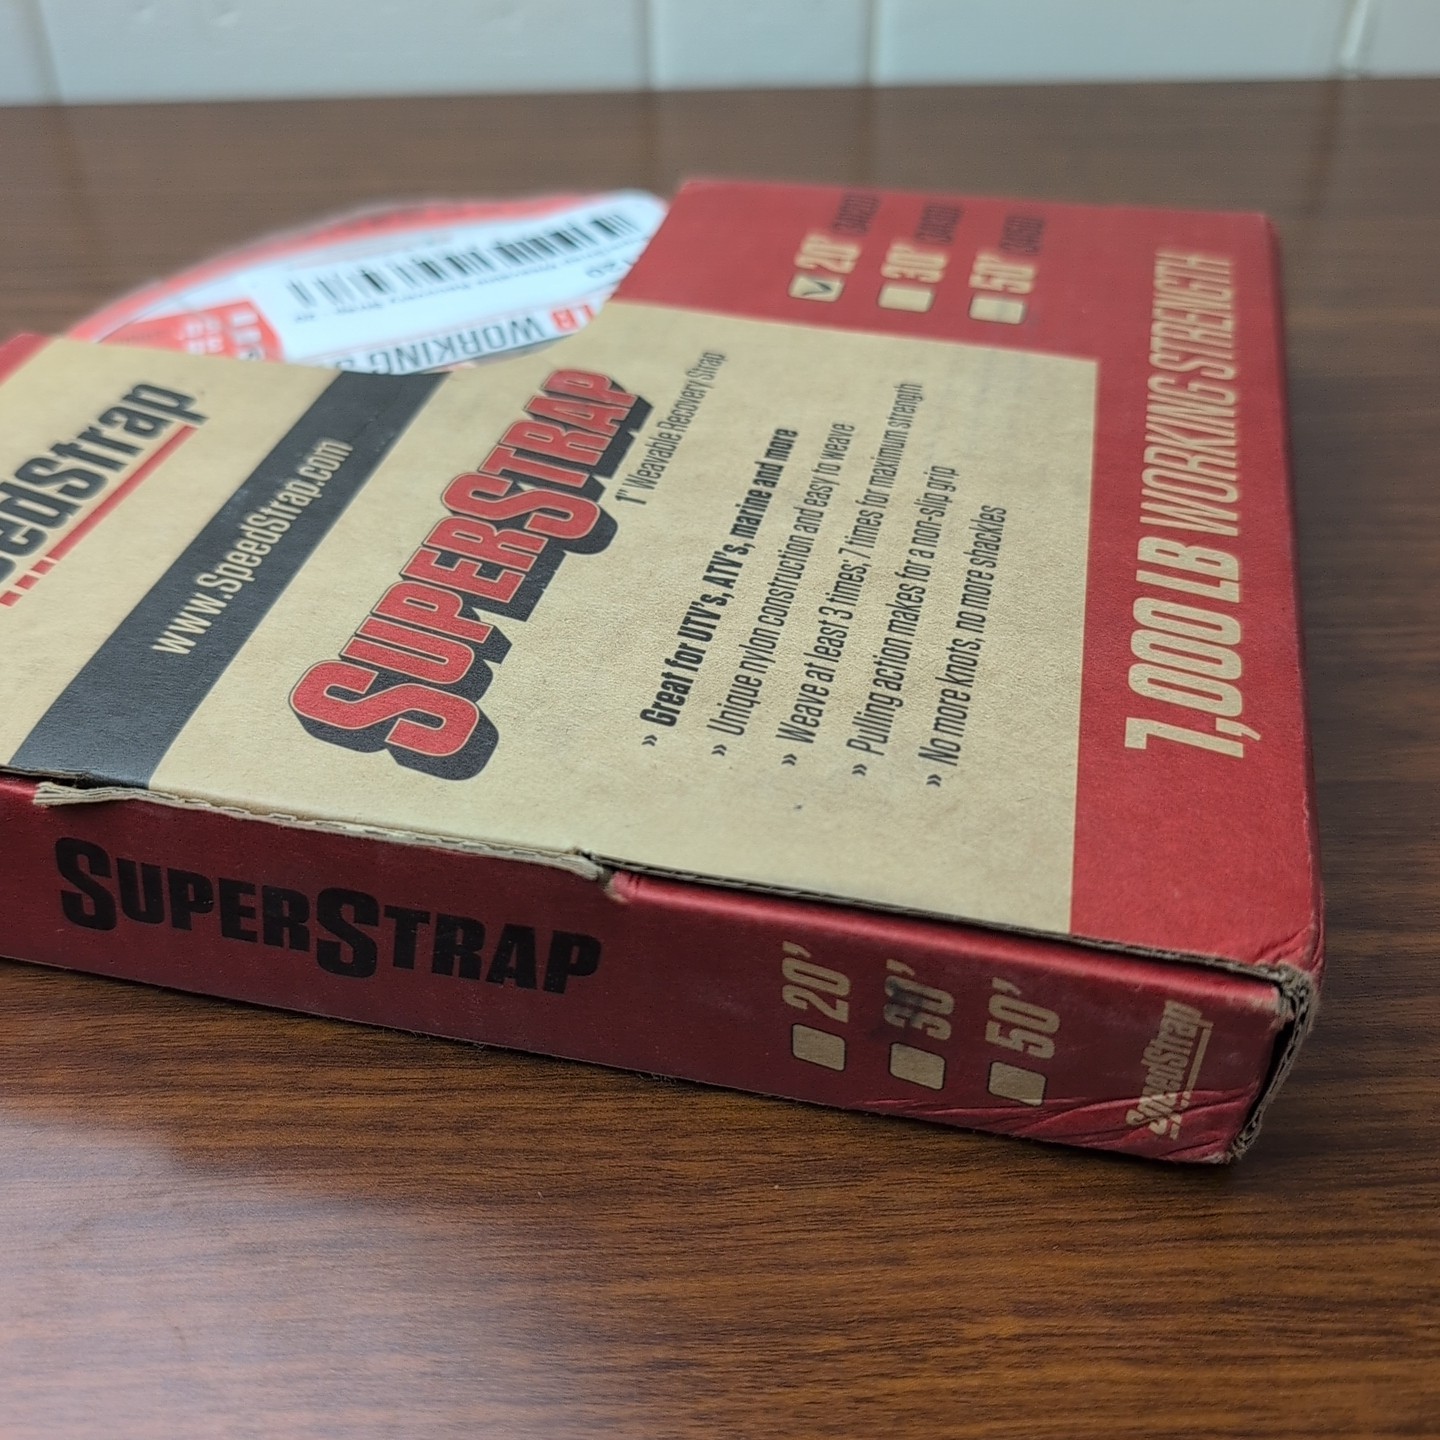 SpeedStrap
www.SpeedStrap.com
SUPERSTRAP
1" Weavable Recovery Strap
» Great for UTV's, ATV's, marine and more
» Unique nylon construction and easy to weave
» Weave at least 3 times; 7 times for maximum strength
» Pulling action makes for a non-slip grip
» No more knots, no more shackles
20'
30'
50'
1,000 LB WORKING STRENGTH
LB WORKING
SUPERSTRAP
20'
30'
50'
SpeedStrap